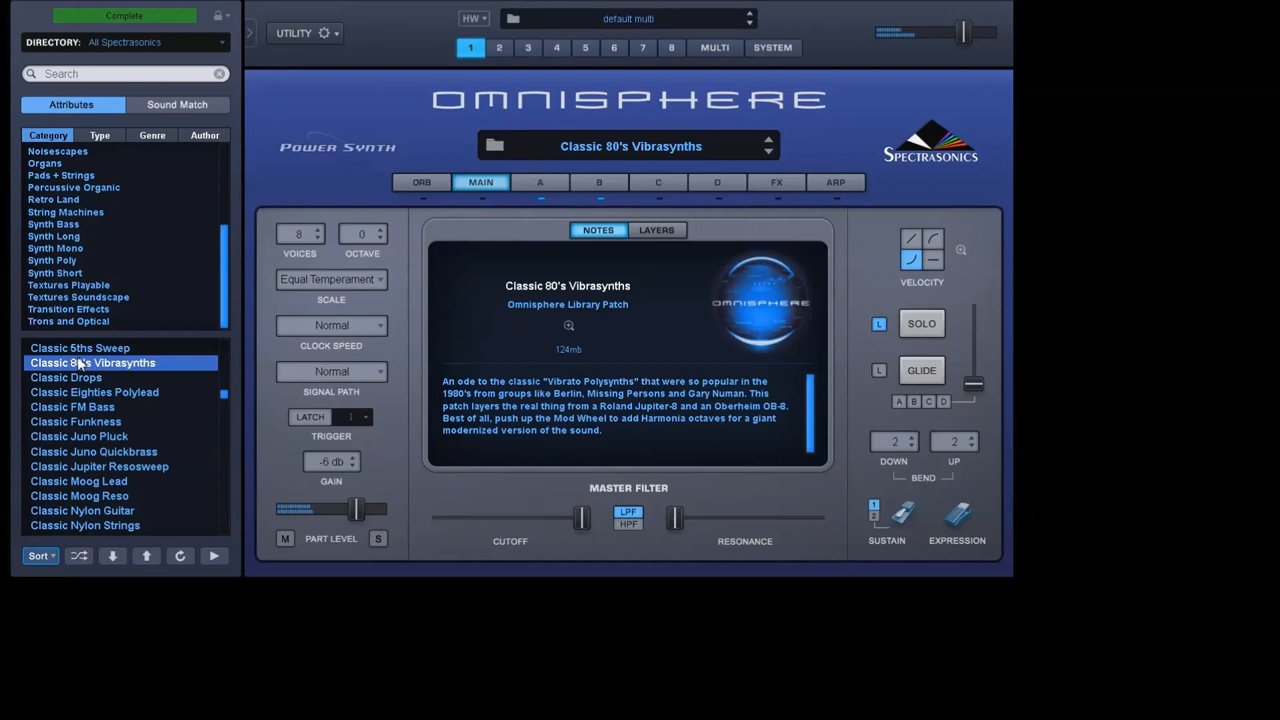 Complete
DIRECTORY: All Spectrasonics
Search
Attributes Sound Match
Category Type Genre Author
Noisescapes
Organs
Pads + Strings
Percussive Organic
Retro Land
String Machines
Synth Bass
Synth Long
Synth Mono
Synth Poly
Synth Short
Textures Playable
Textures Soundscape
Transition Effects
Trons and Optical
Classic 5ths Sweep
Classic 80's Vibrasynths
Classic Drops
Classic Eighties Polylead
Classic FM Bass
Classic Funkness
Classic Juno Pluck
Classic Juno Quickbrass
Classic Jupiter Resosweep
Classic Moog Lead
Classic Moog Reso
Classic Nylon Guitar
Classic Nylon Strings
Sort
UTILITY
HW default multi
1 2 3 4 5 6 7 8 MULTI SYSTEM
OMNISPHERE
POWER SYNTH
Classic 80's Vibrasynths
SPECTRASONICS
ORB MAIN A B C D FX ARP
8 0
VOICES OCTAVE
Equal Temperament
SCALE
Normal
CLOCK SPEED
Normal
SIGNAL PATH
LATCH 1
TRIGGER
-6 db
GAIN
M PART LEVEL S
NOTES LAYERS
Classic 80's Vibrasynths
Omnisphere Library Patch
124mb
OMNISPHERE
An ode to the classic "Vibrato Polysynths" that were so popular in the
1980's from groups like Berlin, Missing Persons and Gary Numan. This
patch layers the real thing from a Roland Jupiter-8 and an Oberheim OB-8.
Best of all, push up the Mod Wheel to add Harmonia octaves for a giant
modernized version of the sound.
MASTER FILTER
LPF
HPF
CUTOFF RESONANCE
VELOCITY
L SOLO
L GLIDE
A B C D
2 2
DOWN UP
BEND
1
2
SUSTAIN EXPRESSION